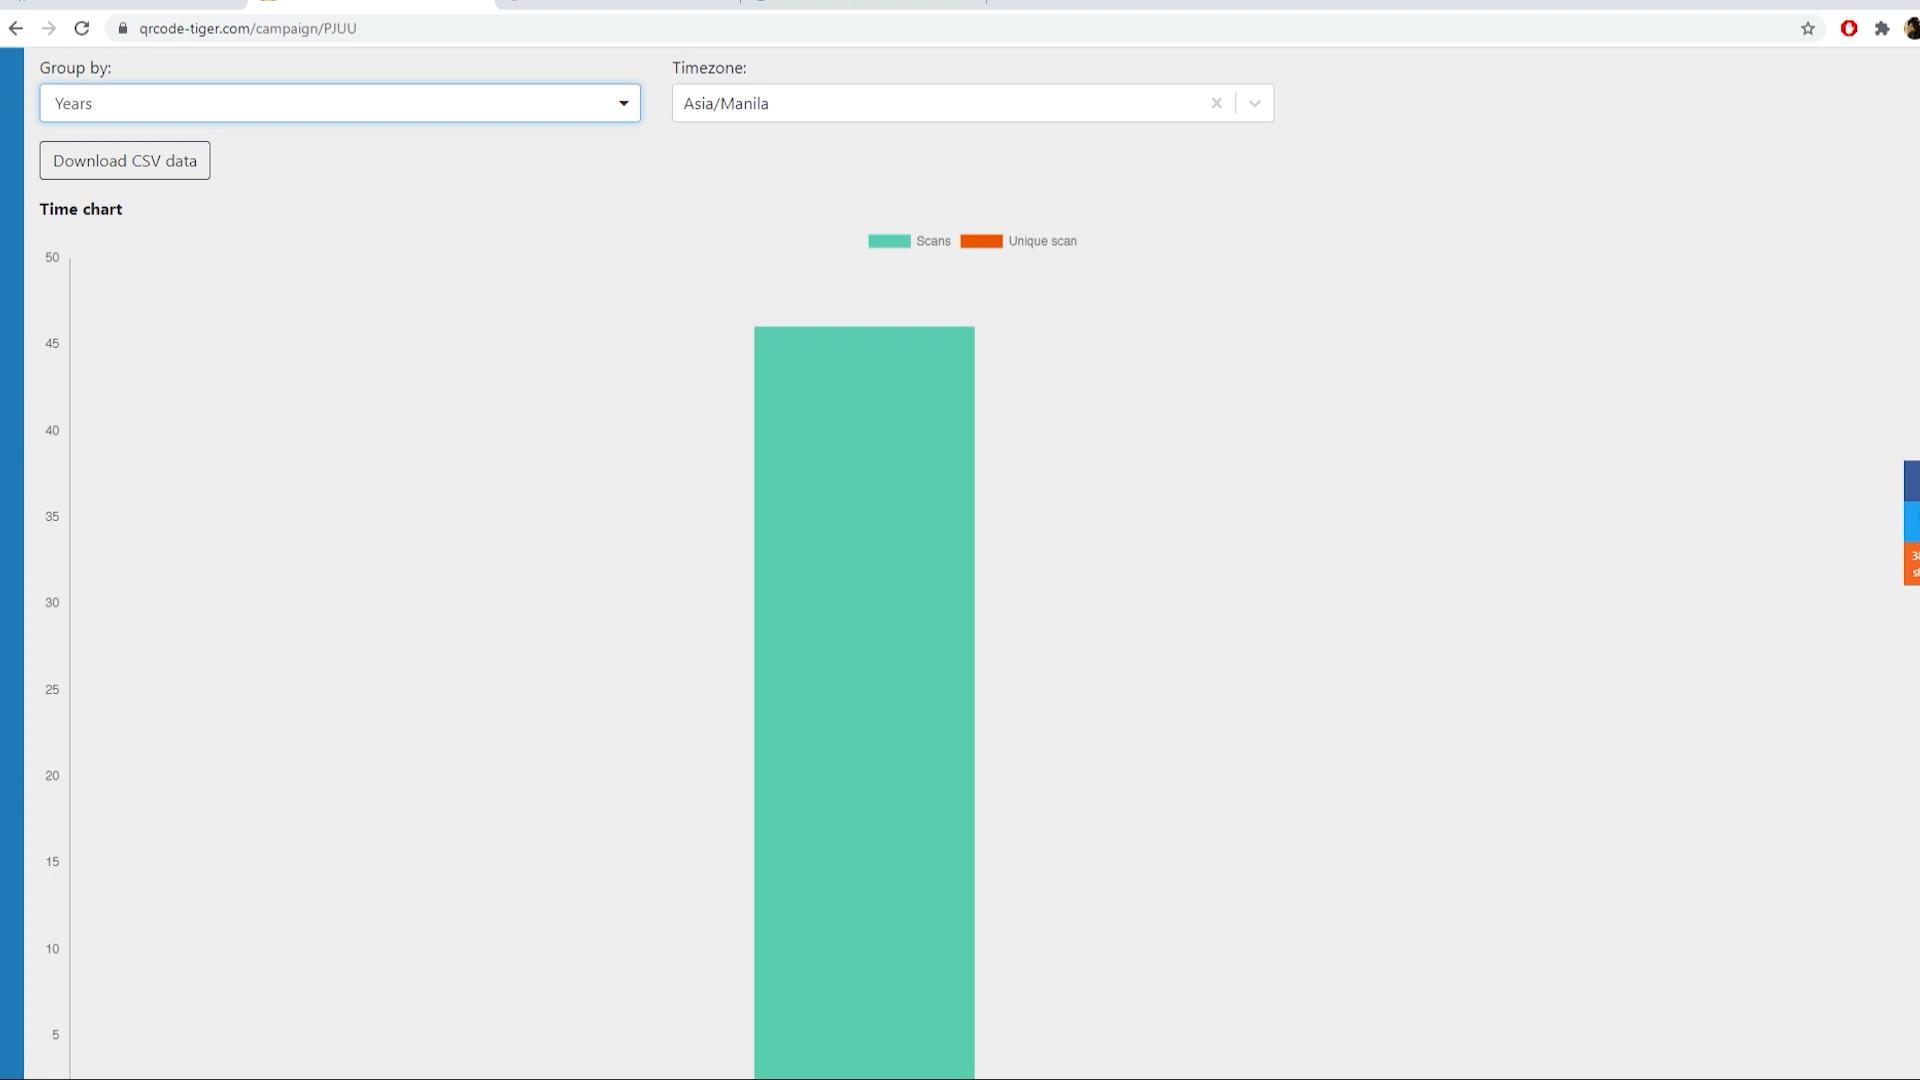 qrcode-tiger.com/campaign/PJUU
Group by:
Timezone:
Years
Asia/Manila
Download CSV data
Time chart
Scans
Unique scan
50
45
40
35
30
25
20
15
10
5